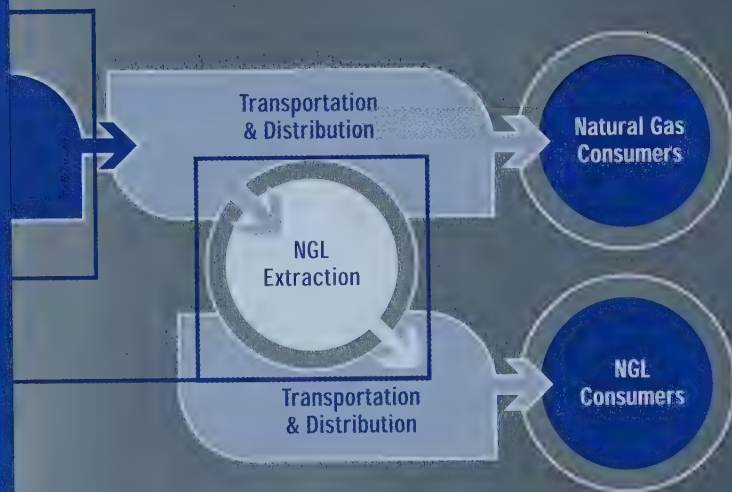 Transportation
& Distribution
Natural Gas
Consumers
NGL
Extraction
Transportation
& Distribution
NGL
Consumers